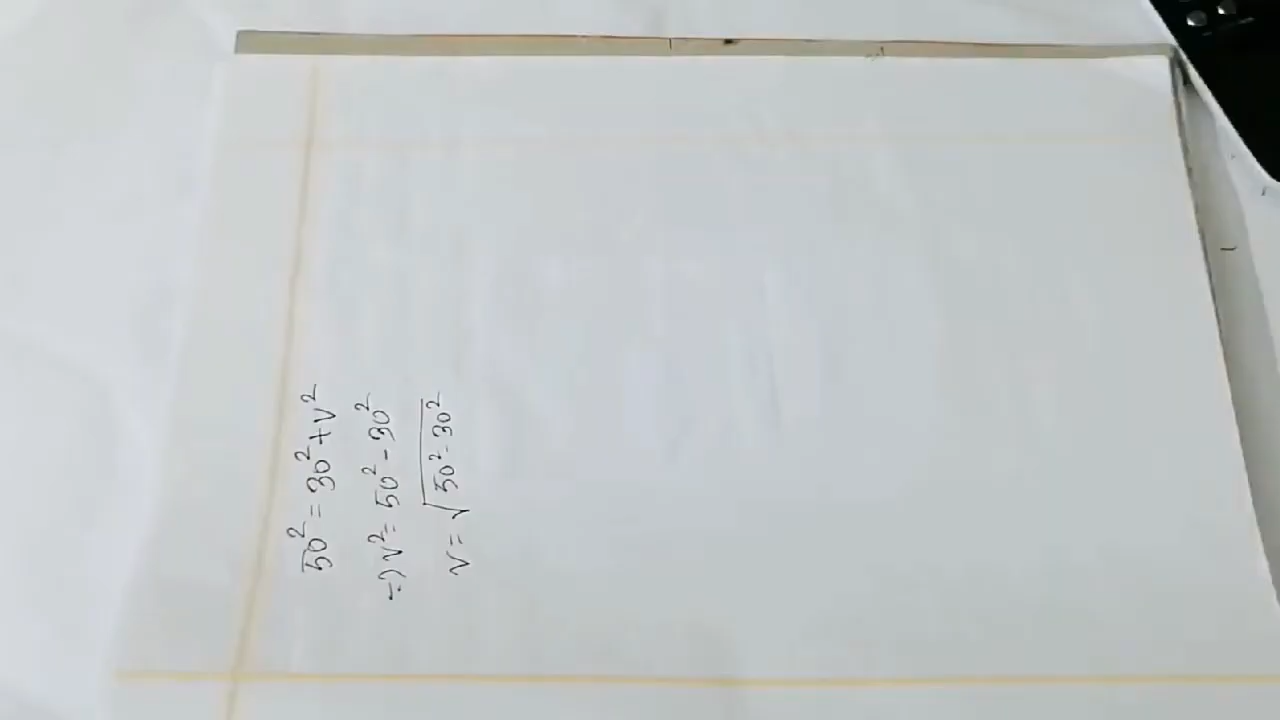 50² = 30² + v²
=> v² = 50² - 30²
v = √(50² - 30²)